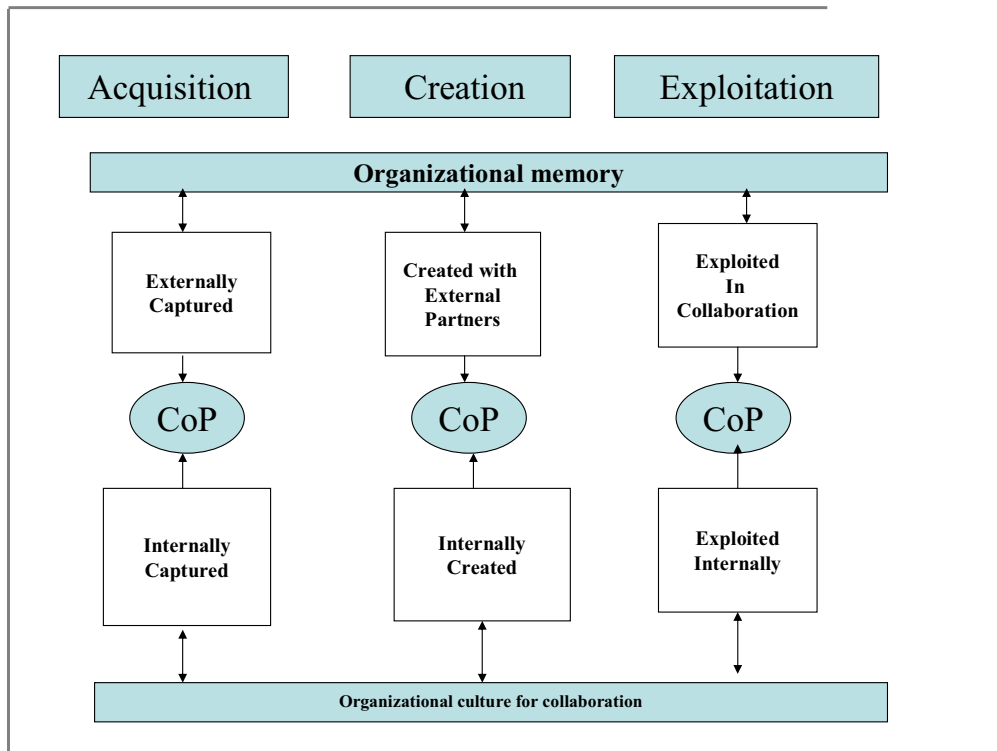 Acquisition
Creation
Exploitation
Organizational memory
Externally
Captured
Created with
External
Partners
Exploited
In
Collaboration
CoP
CoP
CoP
Internally
Captured
Internally
Created
Exploited
Internally
Organizational culture for collaboration